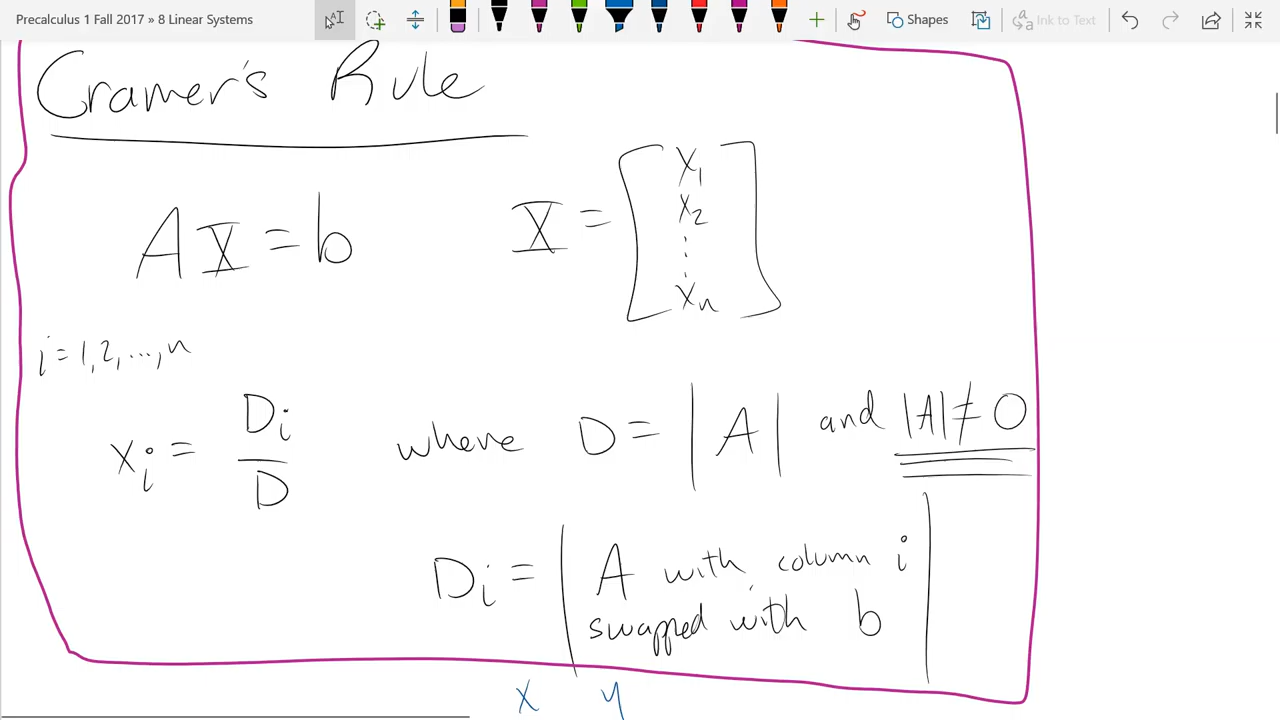 Precalculus 1 Fall 2017 » 8 Linear Systems
Shapes
Ink to Text
Cramer's Rule
AX = b
X = [x₁ x₂ ⋮ xₙ]
i = 1, 2, ..., n
xᵢ = Dᵢ / D where D = |A| and |A| ≠ 0
Dᵢ = | A with column i
swapped with b |
x y